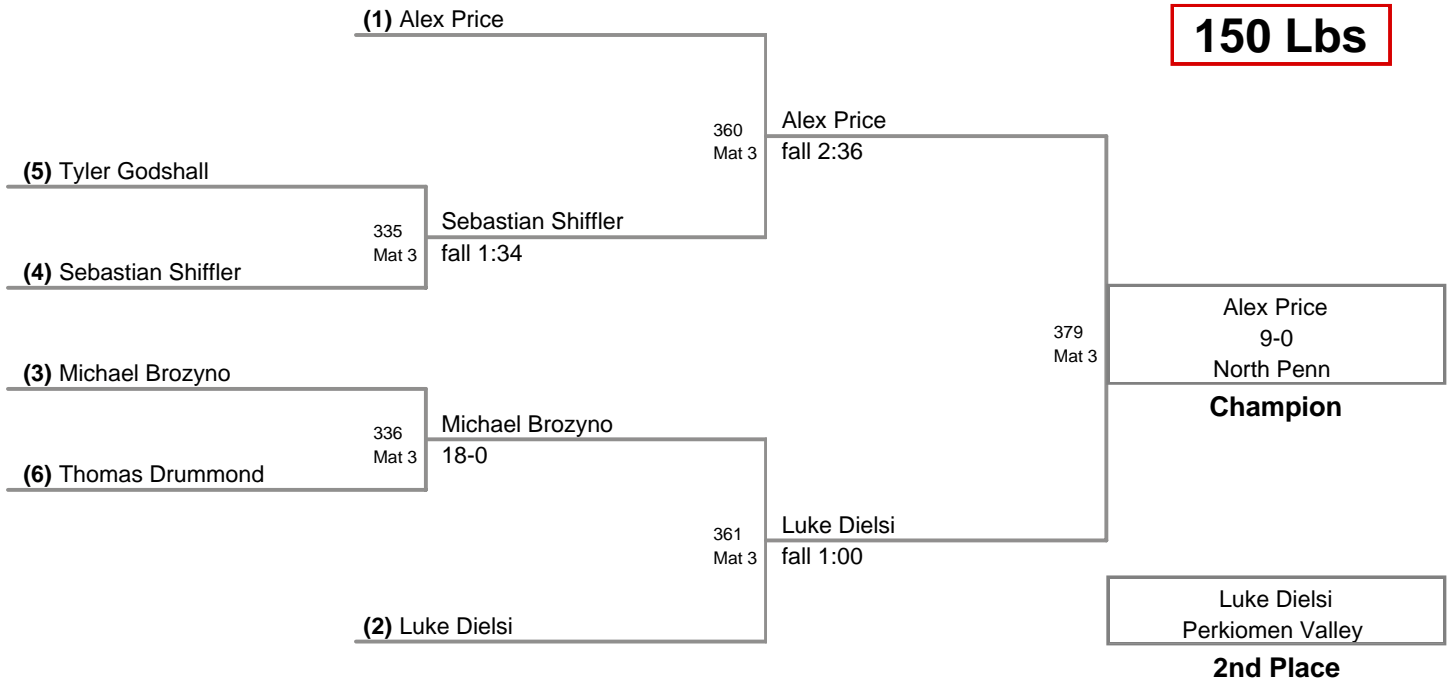 (1) Alex Price
150 Lbs
360
Mat 3
Alex Price
fall 2:36
(5) Tyler Godshall
335
Mat 3
Sebastian Shiffler
fall 1:34
(4) Sebastian Shiffler
379
Mat 3
Alex Price
9-0
North Penn
Champion
(3) Michael Brozyno
336
Mat 3
Michael Brozyno
18-0
(6) Thomas Drummond
361
Mat 3
Luke Dielsi
fall 1:00
(2) Luke Dielsi
Luke Dielsi
Perkiomen Valley
2nd Place